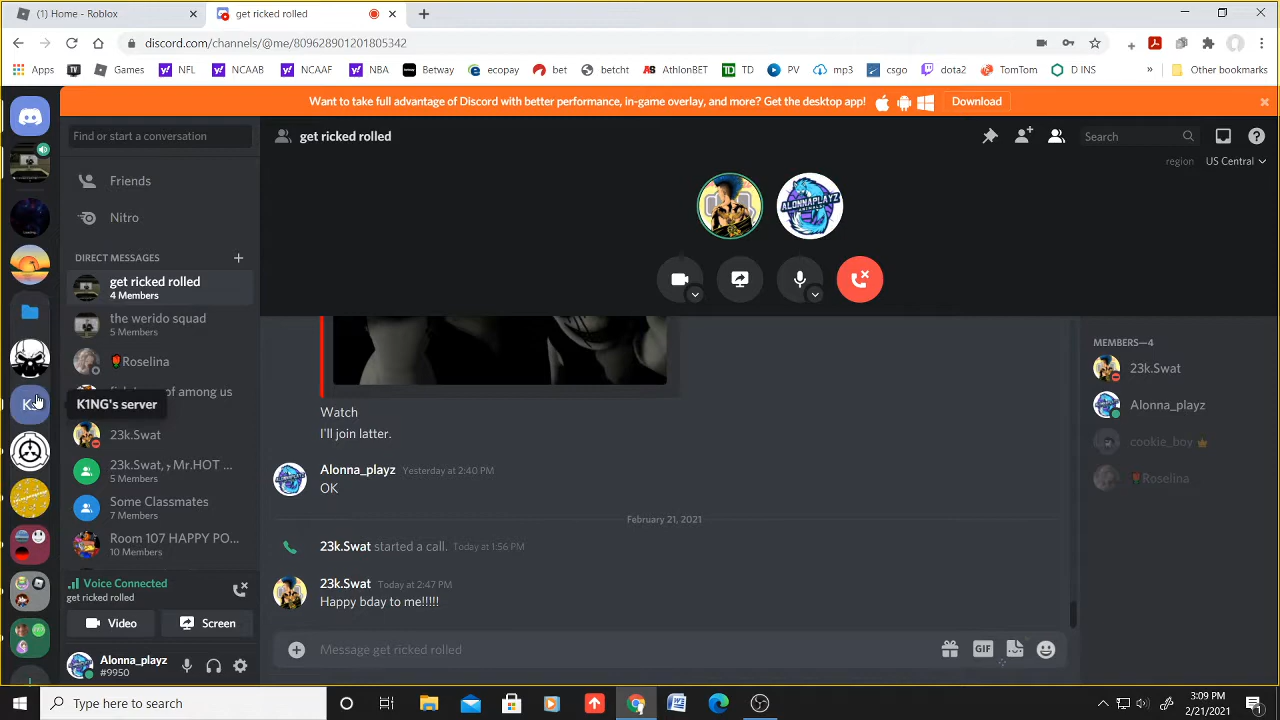 (1) Home - Roblox
get ricked rolled
discord.com/channels/@me/809628901201805342
Apps
Games
NFL
NCAAB
NCAAF
NBA
Betway
ecopay
bet
betcht
AthlonBET
TD
PV
mp3
csgo
dota2
TomTom
D INS
»
Other bookmarks
Want to take full advantage of Discord with better performance, in-game overlay, and more? Get the desktop app!
Download
Find or start a conversation
get ricked rolled
Search
region US Central
Friends
Nitro
DIRECT MESSAGES
get ricked rolled
4 Members
the werido squad
5 Members
Roselina
of among us
K1NG's server
23k.Swat
23k.Swat, Mr.HOT ...
5 Members
Some Classmates
7 Members
Room 107 HAPPY PO...
10 Members
Voice Connected
get ricked rolled
Video
Screen
Alonna_playz
#9950
ALONNAPLAYZ
Watch
I'll join latter.
Alonna_playz Yesterday at 2:40 PM
OK
February 21, 2021
23k.Swat started a call. Today at 1:56 PM
23k.Swat Today at 2:47 PM
Happy bday to me!!!!!
Message get ricked rolled
GIF
MEMBERS—4
23k.Swat
Alonna_playz
cookie_boy
Roselina
Type here to search
3:09 PM
2/21/2021